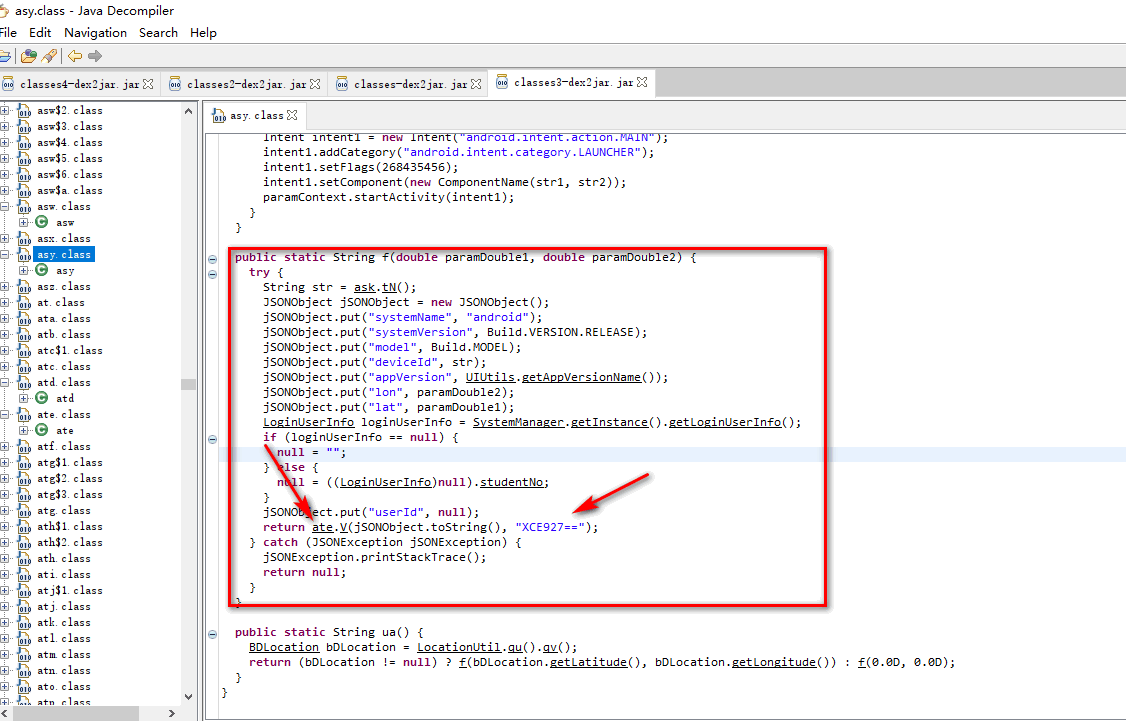 asy.class - Java Decompiler
File Edit Navigation Search Help
classes4-dex2jar.jar classes2-dex2jar.jar classes-dex2jar.jar classes3-dex2jar.jar
asw$2.class
asw$3.class
asw$4.class
asw$5.class
asw$6.class
asw$a.class
asw.class
asw
asx.class
asy.class
asy
asz.class
at.class
ata.class
atb.class
atc$1.class
atc.class
atd.class
atd
ate.class
ate
atf.class
atg$1.class
atg$2.class
atg$3.class
atg.class
ath$1.class
ath$2.class
ath.class
ati.class
atj$1.class
atj.class
atk.class
atl.class
atm.class
atn.class
ato.class
atp.class
asy.class
Intent intent1 = new Intent("android.intent.action.MAIN");
intent1.addCategory("android.intent.category.LAUNCHER");
intent1.setFlags(268435456);
intent1.setComponent(new ComponentName(str1, str2));
paramContext.startActivity(intent1);
}
}
public static String f(double paramDouble1, double paramDouble2) {
try {
String str = ask.tN();
JSONObject jSONObject = new JSONObject();
jSONObject.put("systemName", "android");
jSONObject.put("systemVersion", Build.VERSION.RELEASE);
jSONObject.put("model", Build.MODEL);
jSONObject.put("deviceId", str);
jSONObject.put("appVersion", UIUtils.getAppVersionName());
jSONObject.put("lon", paramDouble2);
jSONObject.put("lat", paramDouble1);
LoginUserInfo loginUserInfo = SystemManager.getInstance().getLoginUserInfo();
if (loginUserInfo == null) {
null = "";
} else {
null = ((LoginUserInfo)null).studentNo;
}
jSONObject.put("userId", null);
return ate.V(jSONObject.toString(), "XCE927==");
} catch (JSONException jSONException) {
jSONException.printStackTrace();
return null;
}
}
public static String ua() {
BDLocation bDLocation = LocationUtil.qu().qv();
return (bDLocation != null) ? f(bDLocation.getLatitude(), bDLocation.getLongitude()) : f(0.0D, 0.0D);
}
}